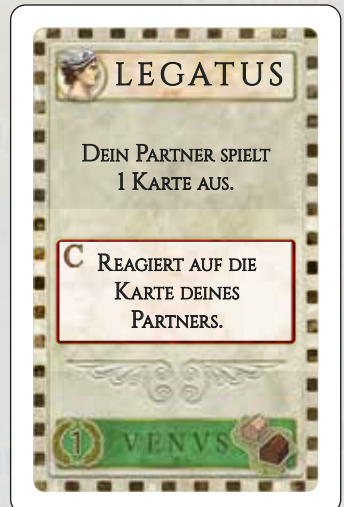 LEGATUS
DEIN PARTNER SPIELT
1 KARTE AUS.
C
REAGIERT AUF DIE
KARTE DEINES
PARTNERS.
1 VENVS